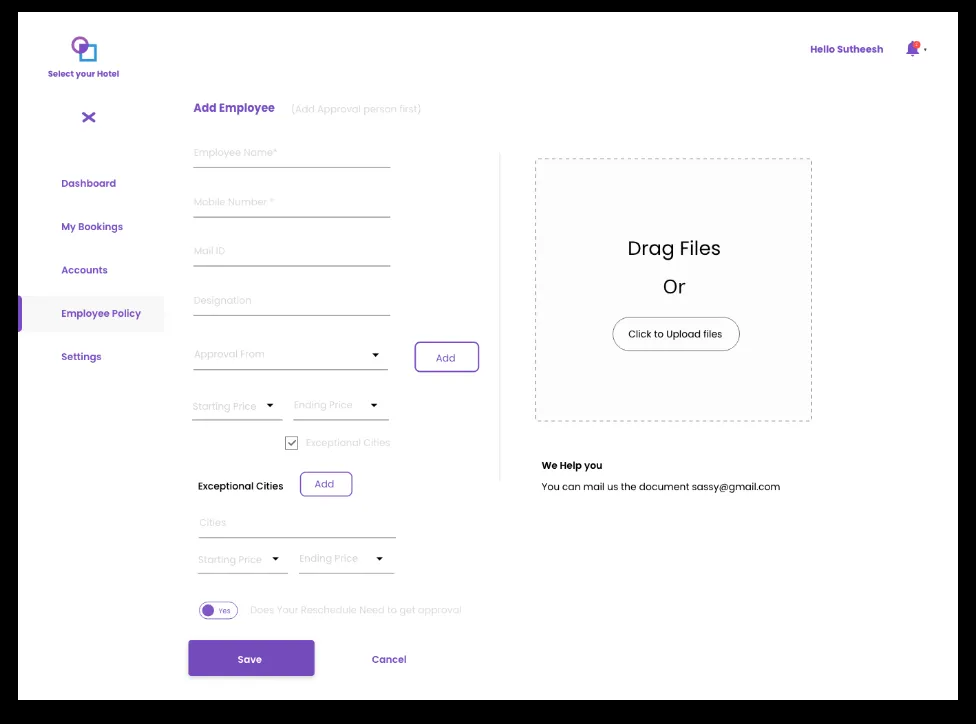 Select your Hotel
Hello Sutheesh
Dashboard
My Bookings
Accounts
Employee Policy
Settings
Add Employee (Add Approval person first)
Employee Name*
Mobile Number *
Mail ID
Designation
Approval From
Add
Starting Price
Ending Price
Exceptional Cities
Exceptional Cities
Add
Cities
Starting Price
Ending Price
Yes
Does Your Reschedule Need to get approval
Save
Cancel
Drag Files
Or
Click to Upload files
We Help you
You can mail us the document sassy@gmail.com